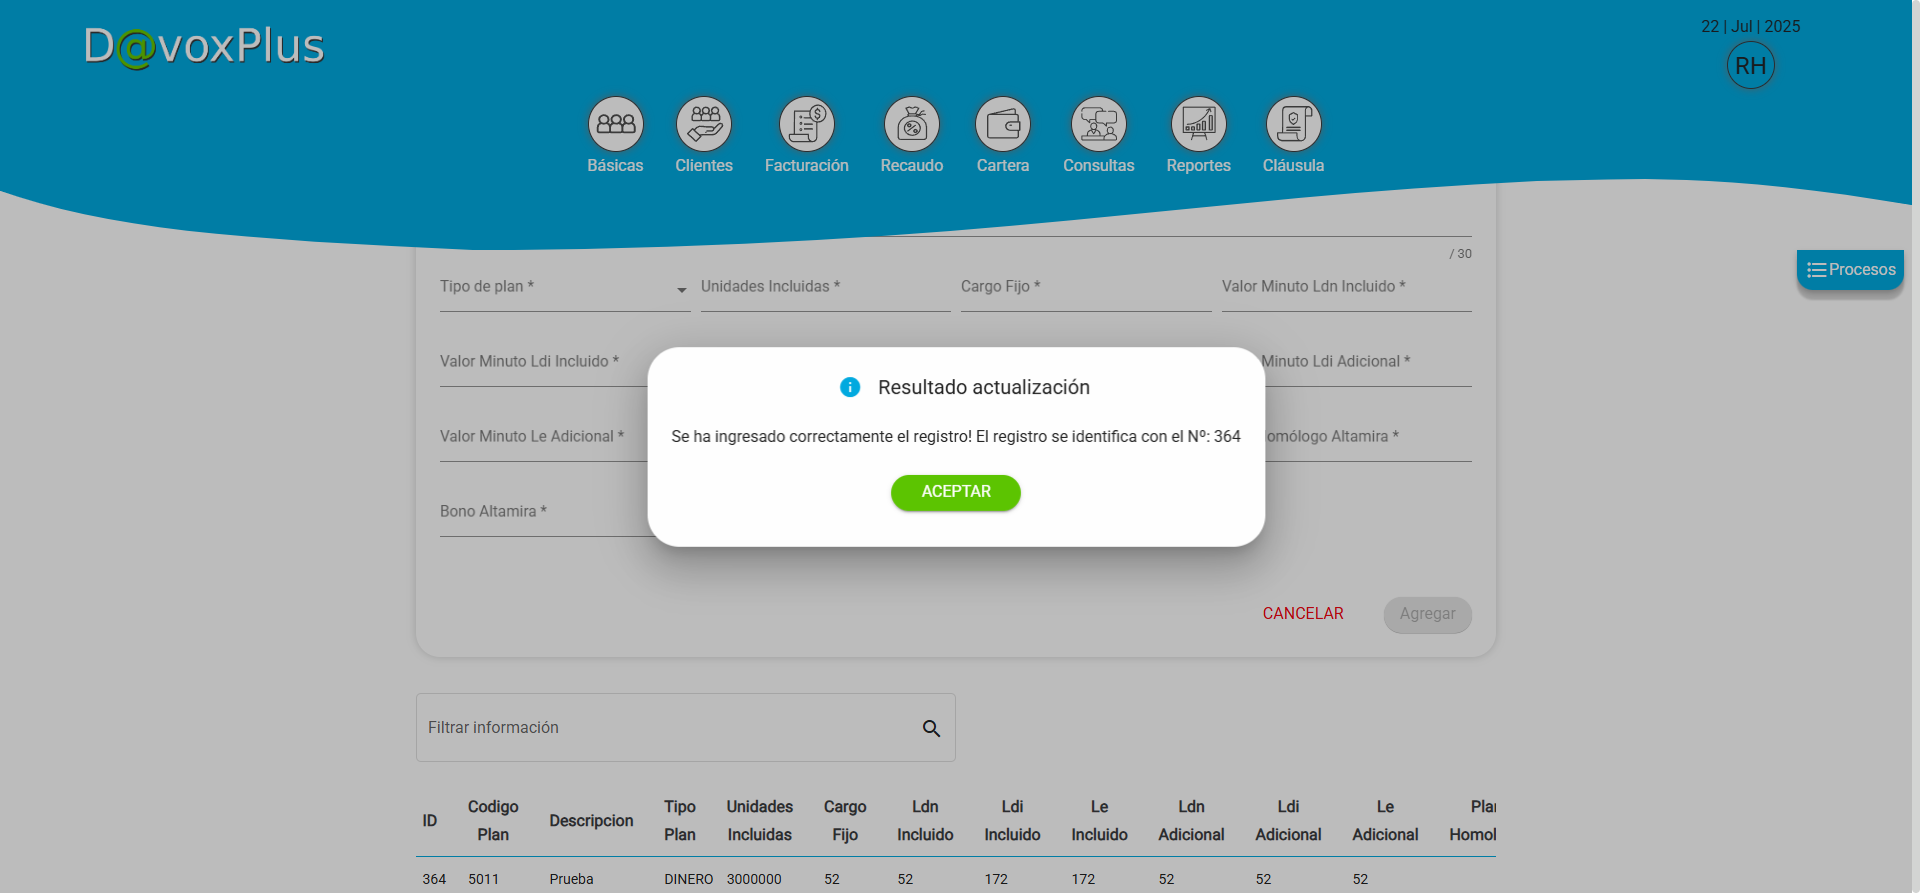 D@voxPlus
22 | Jul | 2025
RH
Básicas
Clientes
Facturación
Recaudo
Cartera
Consultas
Reportes
Cláusula
/ 30
Procesos
Tipo de plan *
Unidades Incluidas *
Cargo Fijo *
Valor Minuto Ldn Incluido *
Valor Minuto Ldi Incluido *
Minuto Ldi Adicional *
Resultado actualización
Valor Minuto Le Adicional *
Se ha ingresado correctamente el registro! El registro se identifica con el Nº: 364
omólogo Altamira *
ACEPTAR
Bono Altamira *
CANCELAR
Agregar
Filtrar información
ID
Codigo Plan
Descripcion
Tipo Plan
Unidades Incluidas
Cargo Fijo
Ldn Incluido
Ldi Incluido
Le Incluido
Ldn Adicional
Ldi Adicional
Le Adicional
Plan Homol
364 5011 Prueba DINERO 3000000 52 52 172 172 52 52 52